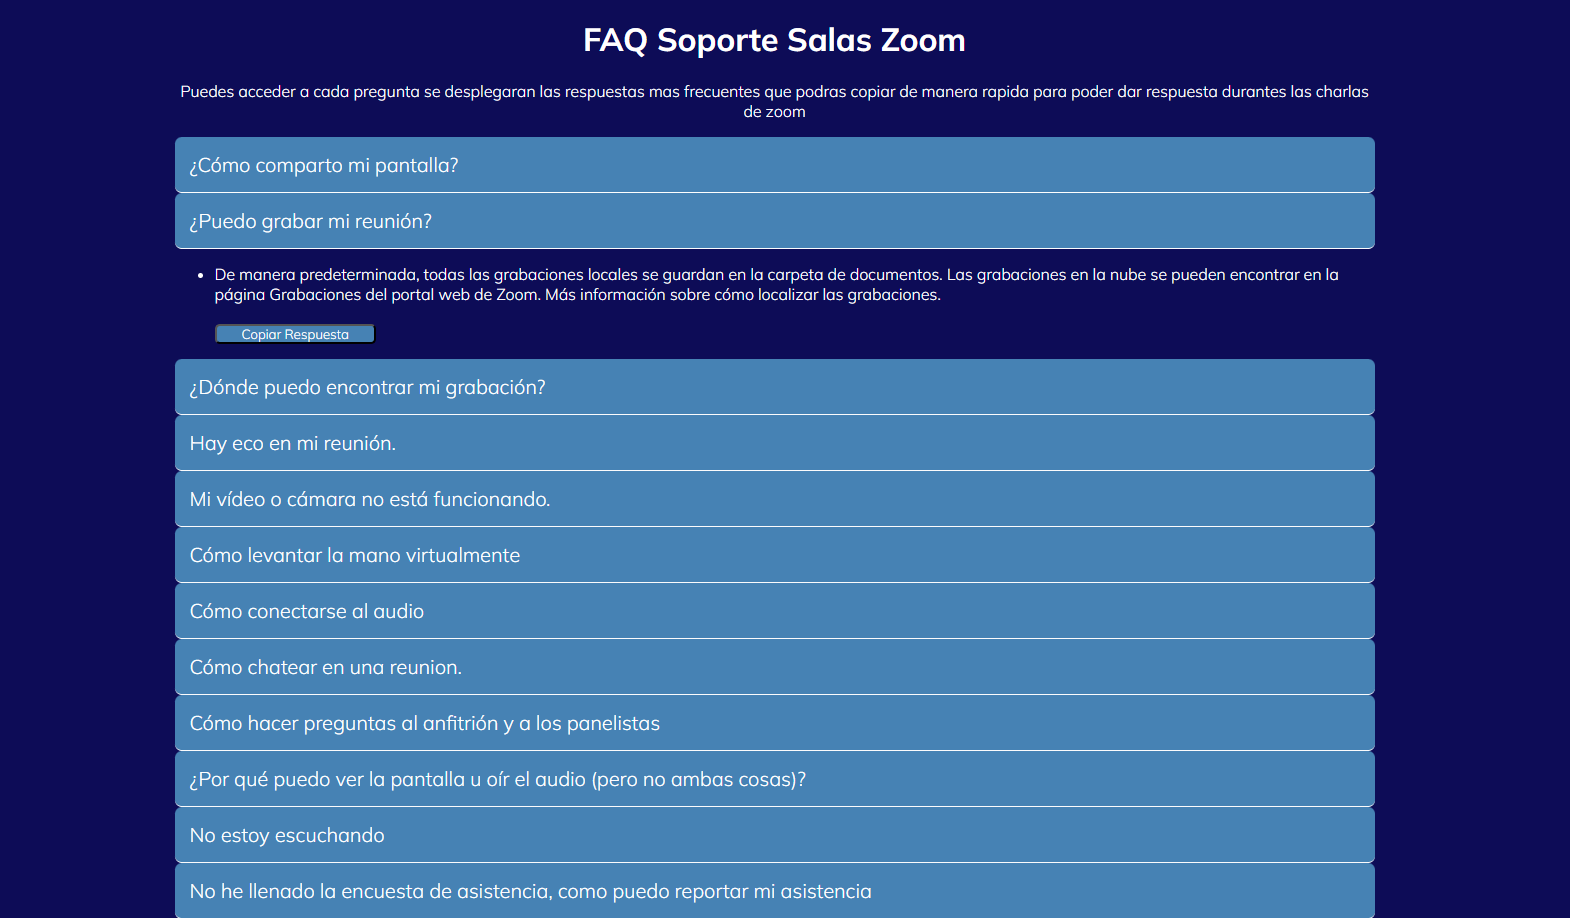 FAQ Soporte Salas Zoom
Puedes acceder a cada pregunta se desplegaran las respuestas mas frecuentes que podras copiar de manera rapida para poder dar respuesta durantes las charlas
de zoom
¿Cómo comparto mi pantalla?
¿Puedo grabar mi reunión?
• De manera predeterminada, todas las grabaciones locales se guardan en la carpeta de documentos. Las grabaciones en la nube se pueden encontrar en la
página Grabaciones del portal web de Zoom. Más información sobre cómo localizar las grabaciones.
Copiar Respuesta
¿Dónde puedo encontrar mi grabación?
Hay eco en mi reunión.
Mi vídeo o cámara no está funcionando.
Cómo levantar la mano virtualmente
Cómo conectarse al audio
Cómo chatear en una reunion.
Cómo hacer preguntas al anfitrión y a los panelistas
¿Por qué puedo ver la pantalla u oír el audio (pero no ambas cosas)?
No estoy escuchando
No he llenado la encuesta de asistencia, como puedo reportar mi asistencia